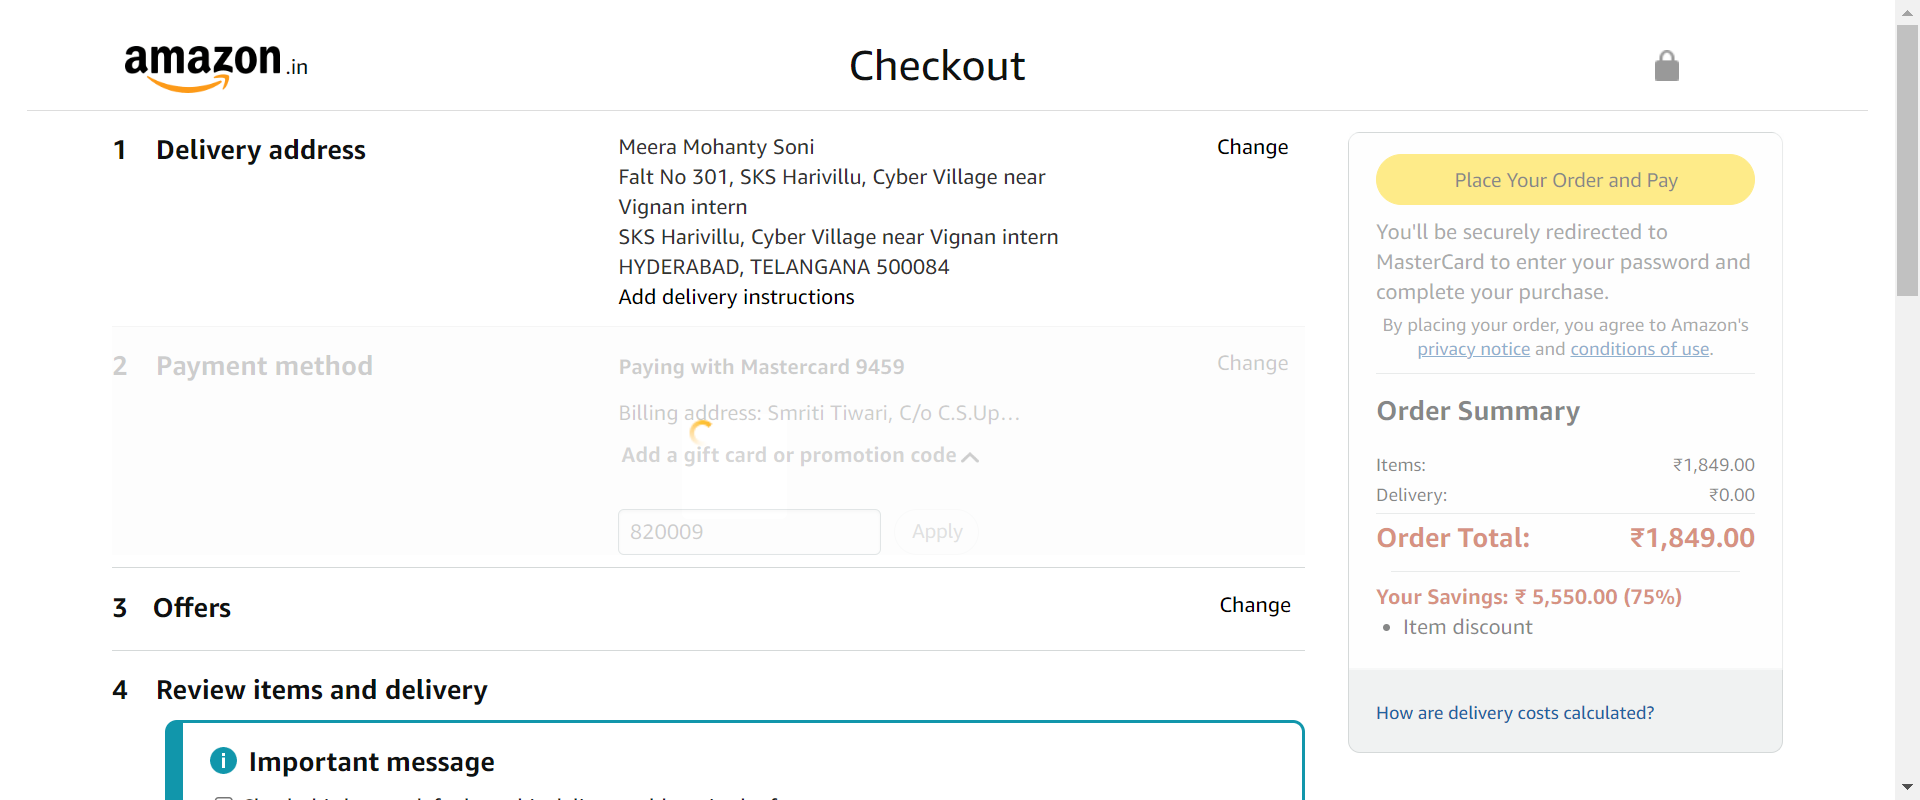 amazon.in
Checkout
1 Delivery address
Meera Mohanty Soni
Falt No 301, SKS Harivillu, Cyber Village near
Vignan intern
SKS Harivillu, Cyber Village near Vignan intern
HYDERABAD, TELANGANA 500084
Add delivery instructions
Change
2 Payment method
Paying with Mastercard 9459
Change
Billing address: Smriti Tiwari, C/o C.S.Up...
Add a gift card or promotion code
820009
Apply
3 Offers
Change
4 Review items and delivery
Important message
Place Your Order and Pay
You'll be securely redirected to
MasterCard to enter your password and
complete your purchase.
By placing your order, you agree to Amazon's
privacy notice and conditions of use.
Order Summary
Items: ₹1,849.00
Delivery: ₹0.00
Order Total: ₹1,849.00
Your Savings: ₹ 5,550.00 (75%)
• Item discount
How are delivery costs calculated?